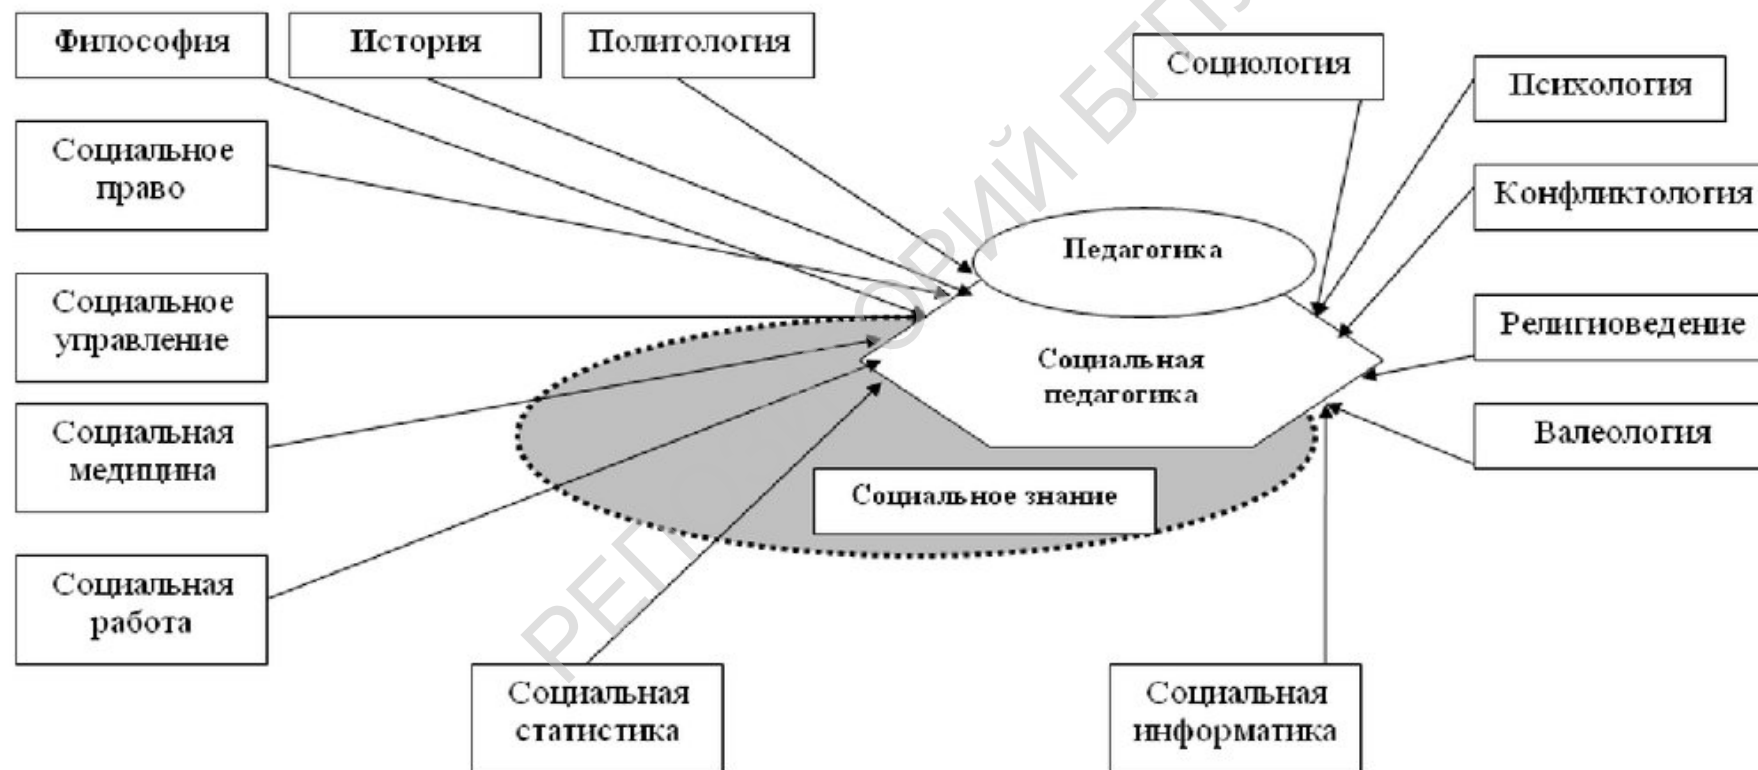 Философия
История
Политология
Социология
Психология
Социальное
право
Конфликтология
Педагогика
Социальное
управление
Религиоведение
Социальная
педагогика
Социальная
медицина
Валеология
Социальное знание
Социальная
работа
Социальная
статистика
Социальная
информатика